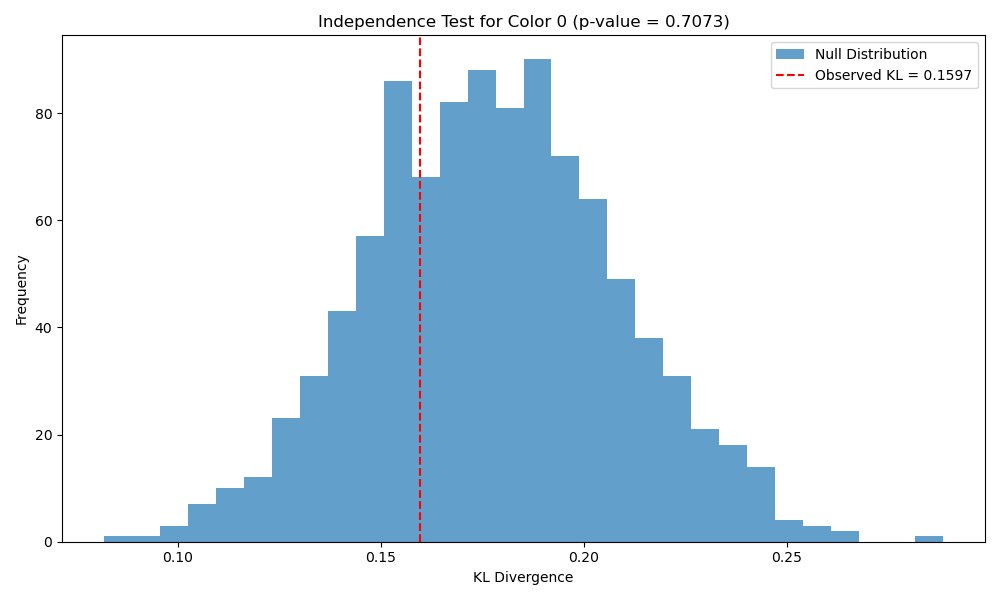 Independence Test for Color 0 (p-value = 0.7073)
Null Distribution
Observed KL = 0.1597
Frequency
80
60
40
20
0
0.10 0.15 0.20 0.25
KL Divergence